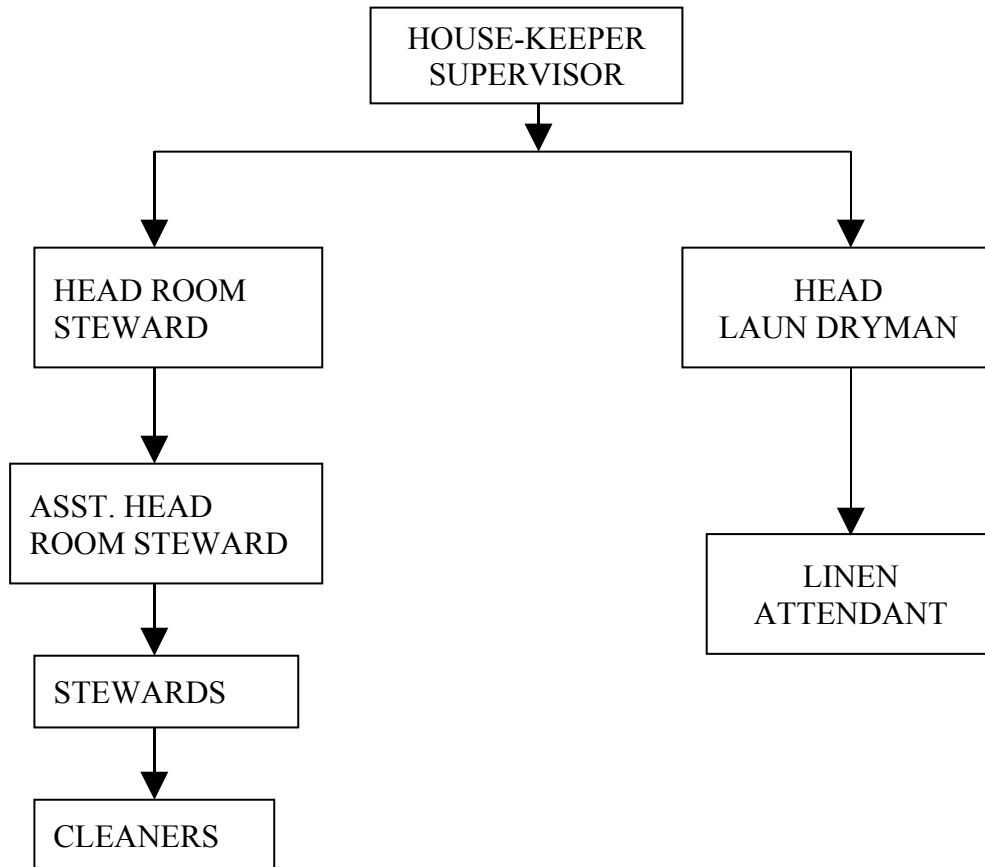 HOUSE-KEEPER
SUPERVISOR
HEAD ROOM
STEWARD
HEAD
LAUN DRYMAN
ASST. HEAD
ROOM STEWARD
LINEN
ATTENDANT
STEWARDS
CLEANERS